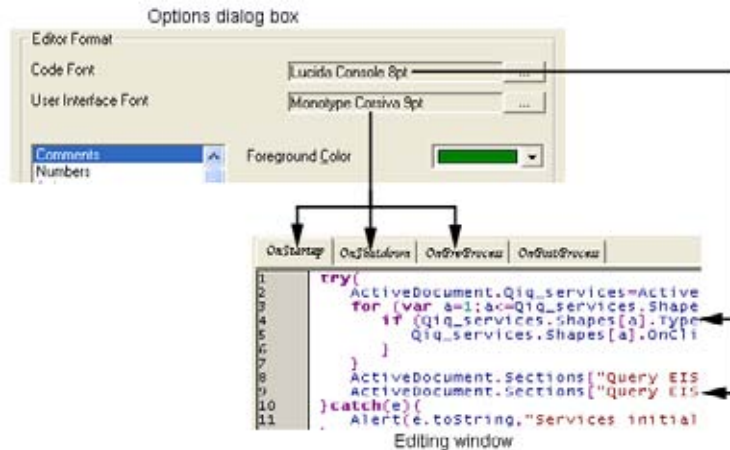 Options dialog box
Editor Format
Code Font
Lucida Console 8pt
...
User Interface Font
Monotype Corsiva 9pt
...
Comments
Numbers
Foreground Color
OnStartup
OnShutdown
OnPreProcess
OnPostProcess
1 try{
2 ActiveDocument.Qiq_services=Active
3 for (var a=1;a<=Qiq_services.Shape
4 if (Qiq_services.Shapes[a].Type
5 Qiq_services.Shapes[a].OnCli
6 }
7 }
8 ActiveDocument.Sections["Query EIS
9 ActiveDocument.Sections["Query EIS
10 }catch(e){
11 Alert(e.toString,"Services initial
Editing window